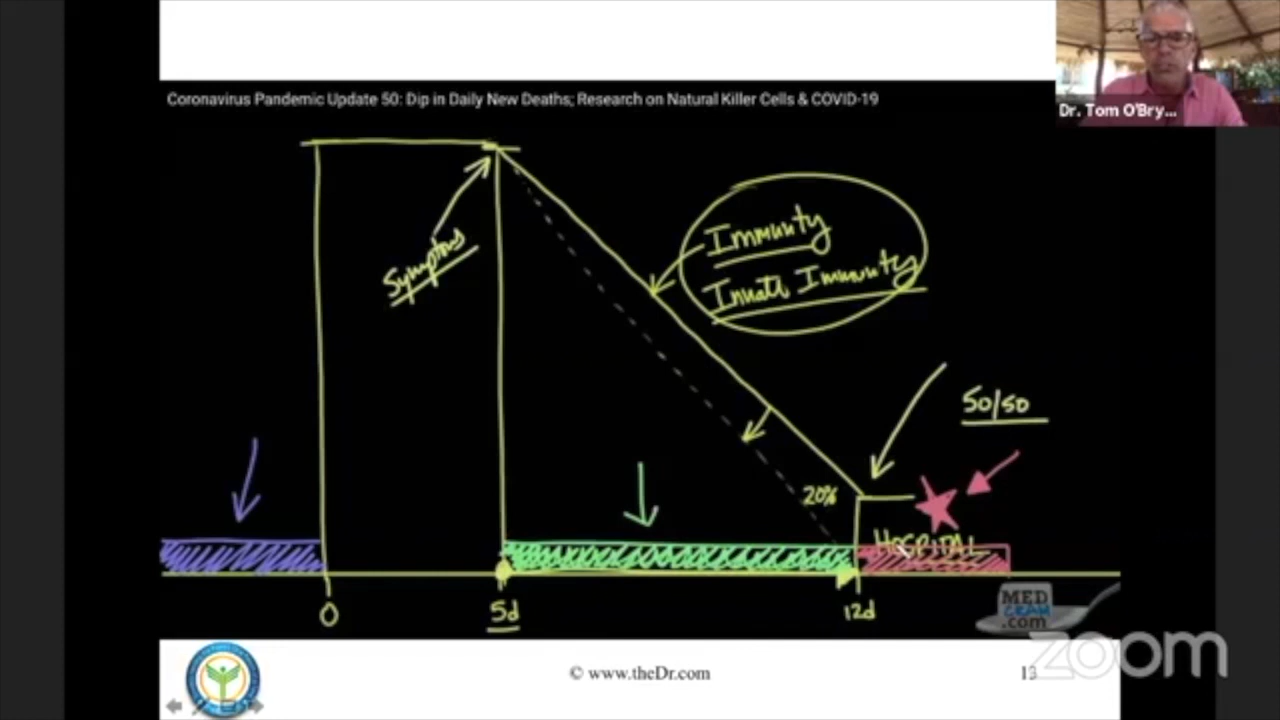 Coronavirus Pandemic Update 50: Dip in Daily New Deaths; Research on Natural Killer Cells & COVID-19
Dr. Tom O'Bry...
Symptoms
Immunity
Innate Immunity
50/50
20%
HOSPITAL
0
5d
12d
MED
CRAM
.com
zoom
© www.theDr.com
13